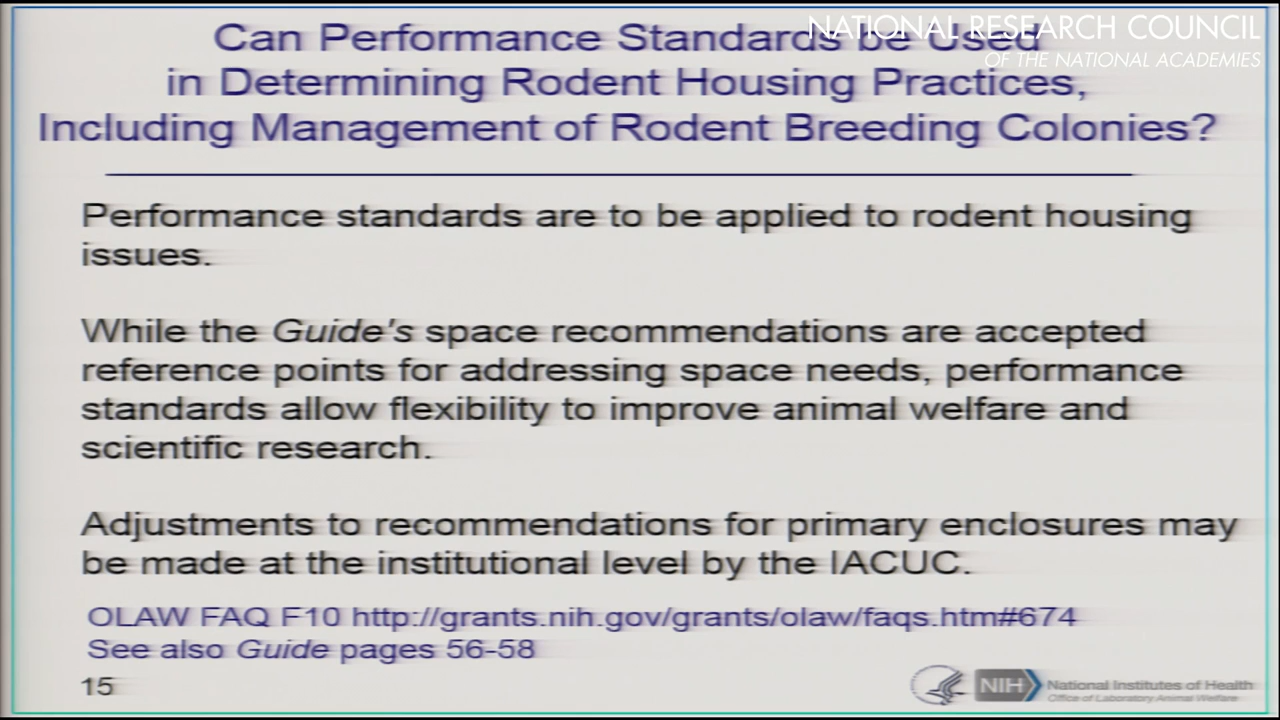 NATIONAL RESEARCH COUNCIL
OF THE NATIONAL ACADEMIES
Can Performance Standards be Used
in Determining Rodent Housing Practices,
Including Management of Rodent Breeding Colonies?
Performance standards are to be applied to rodent housing
issues.
While the Guide's space recommendations are accepted
reference points for addressing space needs, performance
standards allow flexibility to improve animal welfare and
scientific research.
Adjustments to recommendations for primary enclosures may
be made at the institutional level by the IACUC.
OLAW FAQ F10 http://grants.nih.gov/grants/olaw/faqs.htm#674
See also Guide pages 56-58
15
NIH National Institutes of Health
Office of Laboratory Animal Welfare